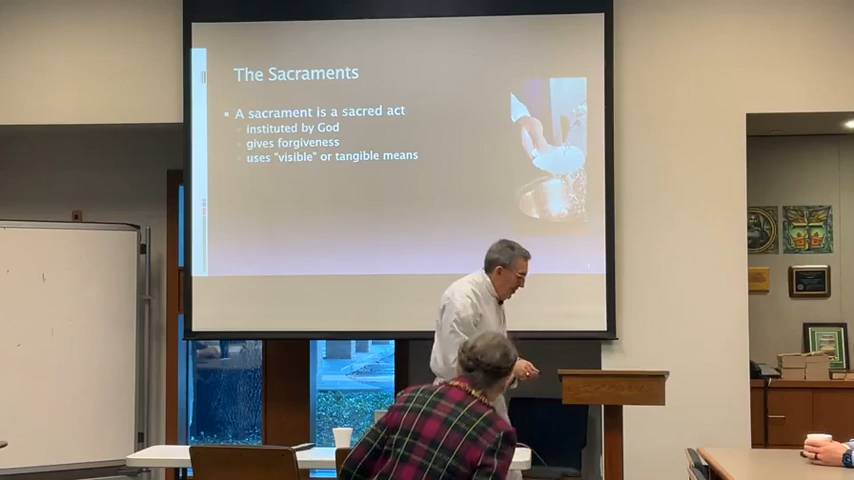 The Sacraments
A sacrament is a sacred act
instituted by God
gives forgiveness
uses "visible" or tangible means